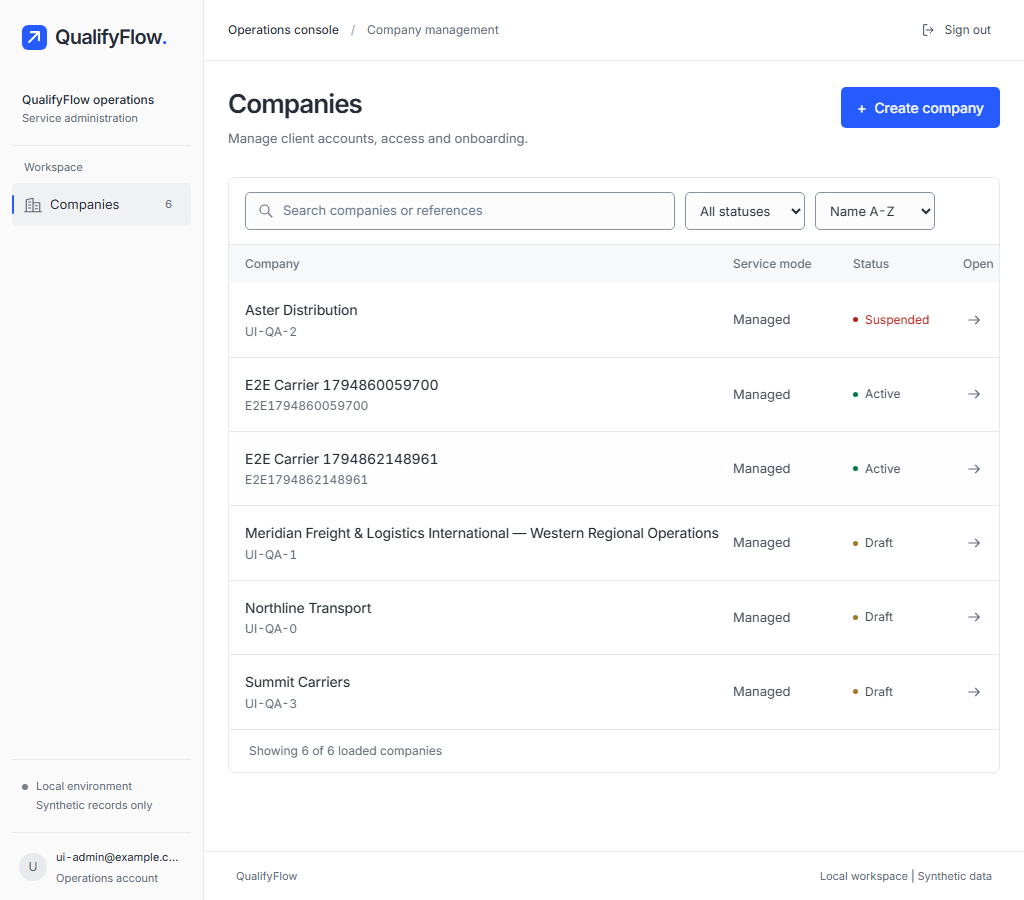 QualifyFlow.
QualifyFlow operations
Service administration
Workspace
Companies 6
Local environment
Synthetic records only
U
ui-admin@example.c...
Operations account
Operations console / Company management
Sign out
Companies
Manage client accounts, access and onboarding.
+ Create company
Search companies or references
All statuses
Name A-Z
Company Service mode Status Open
Aster Distribution
UI-QA-2
Managed
Suspended
E2E Carrier 1794860059700
E2E1794860059700
Managed
Active
E2E Carrier 1794862148961
E2E1794862148961
Managed
Active
Meridian Freight & Logistics International — Western Regional Operations
UI-QA-1
Managed
Draft
Northline Transport
UI-QA-0
Managed
Draft
Summit Carriers
UI-QA-3
Managed
Draft
Showing 6 of 6 loaded companies
QualifyFlow
Local workspace | Synthetic data